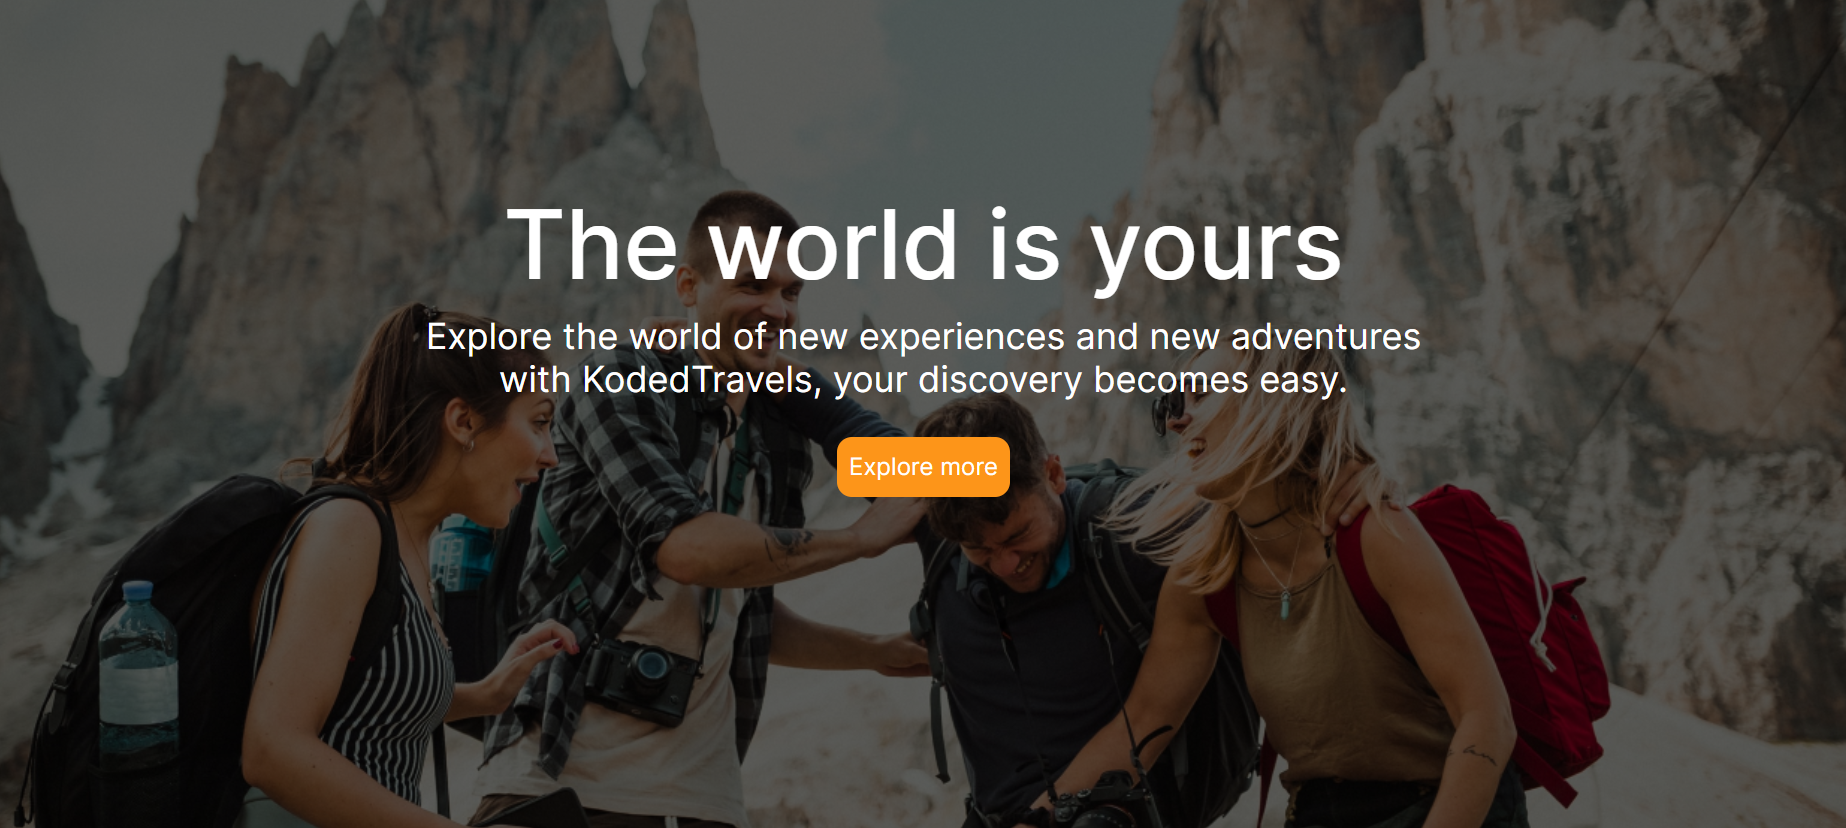 The world is yours
Explore the world of new experiences and new adventures
with KodedTravels, your discovery becomes easy.
Explore more